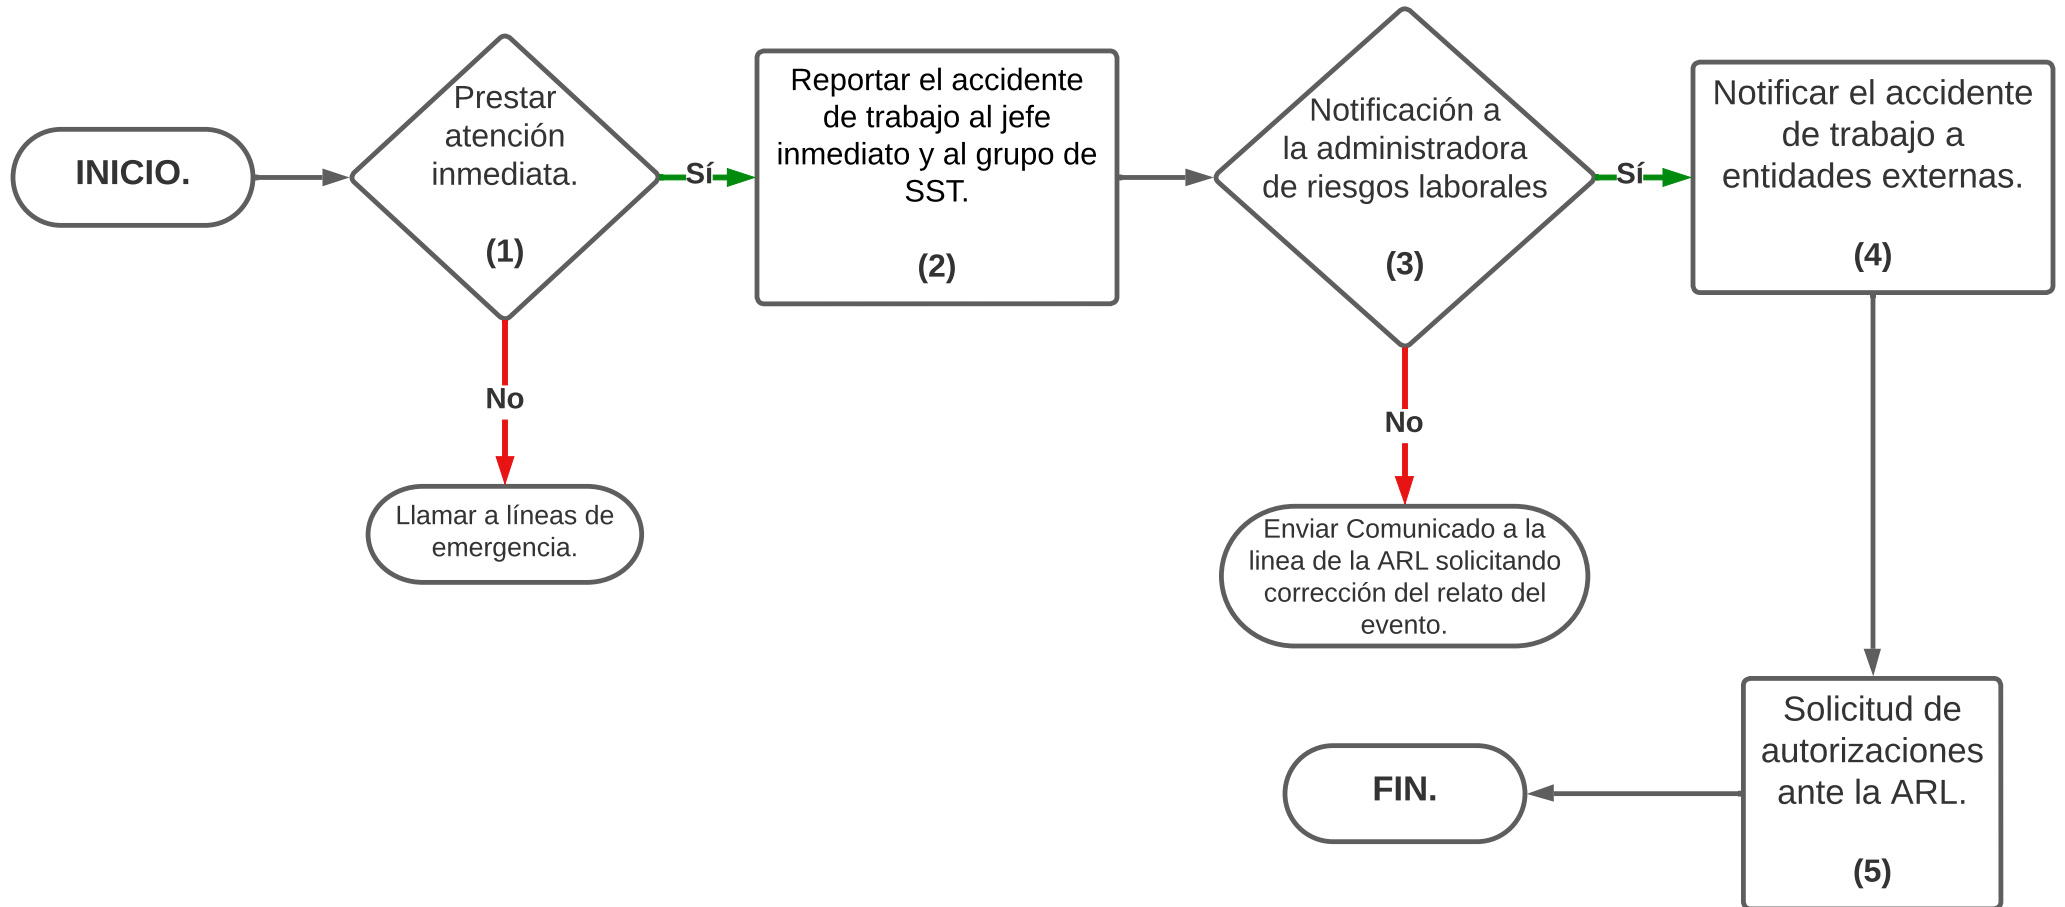 INICIO.
Prestar
atención
inmediata.
(1)
Sí
Reportar el accidente
de trabajo al jefe
inmediato y al grupo de
SST.
(2)
Notificación a
la administradora
de riesgos laborales
(3)
Sí
Notificar el accidente
de trabajo a
entidades externas.
(4)
No
Llamar a líneas de
emergencia.
No
Enviar Comunicado a la
linea de la ARL solicitando
corrección del relato del
evento.
Solicitud de
autorizaciones
ante la ARL.
(5)
FIN.